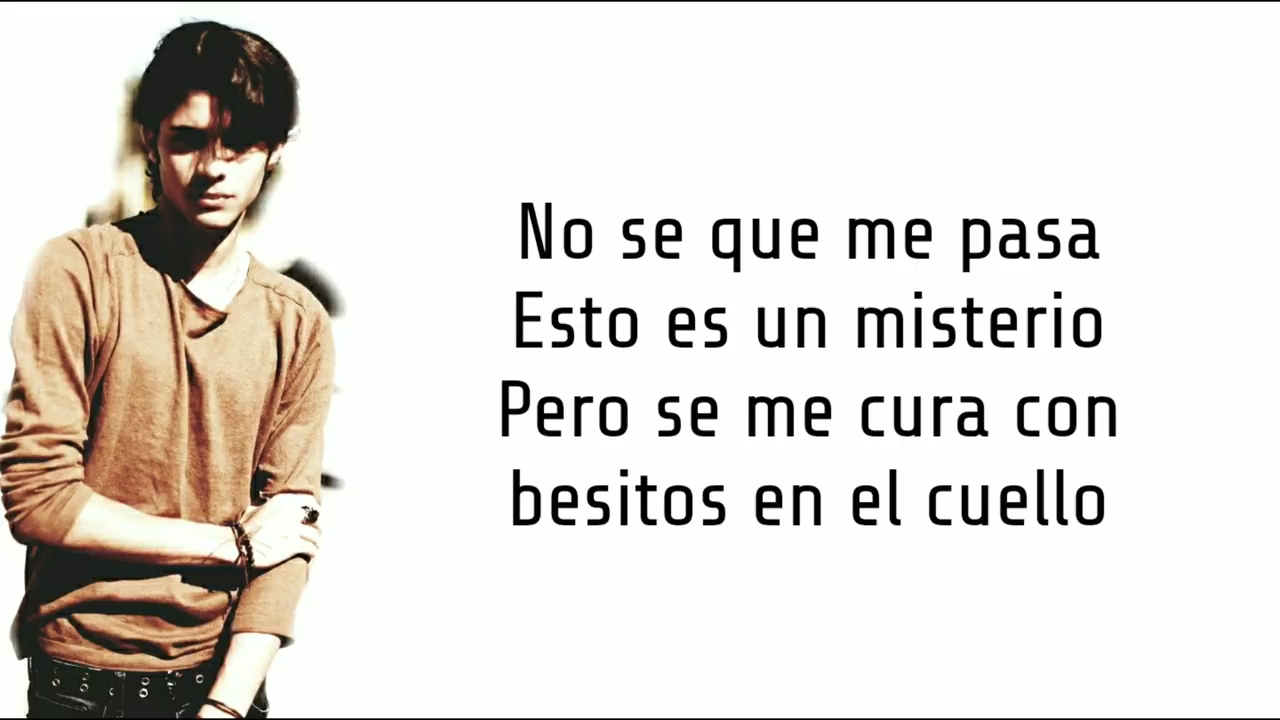 No se que me pasa
Esto es un misterio
Pero se me cura con
besitos en el cuello